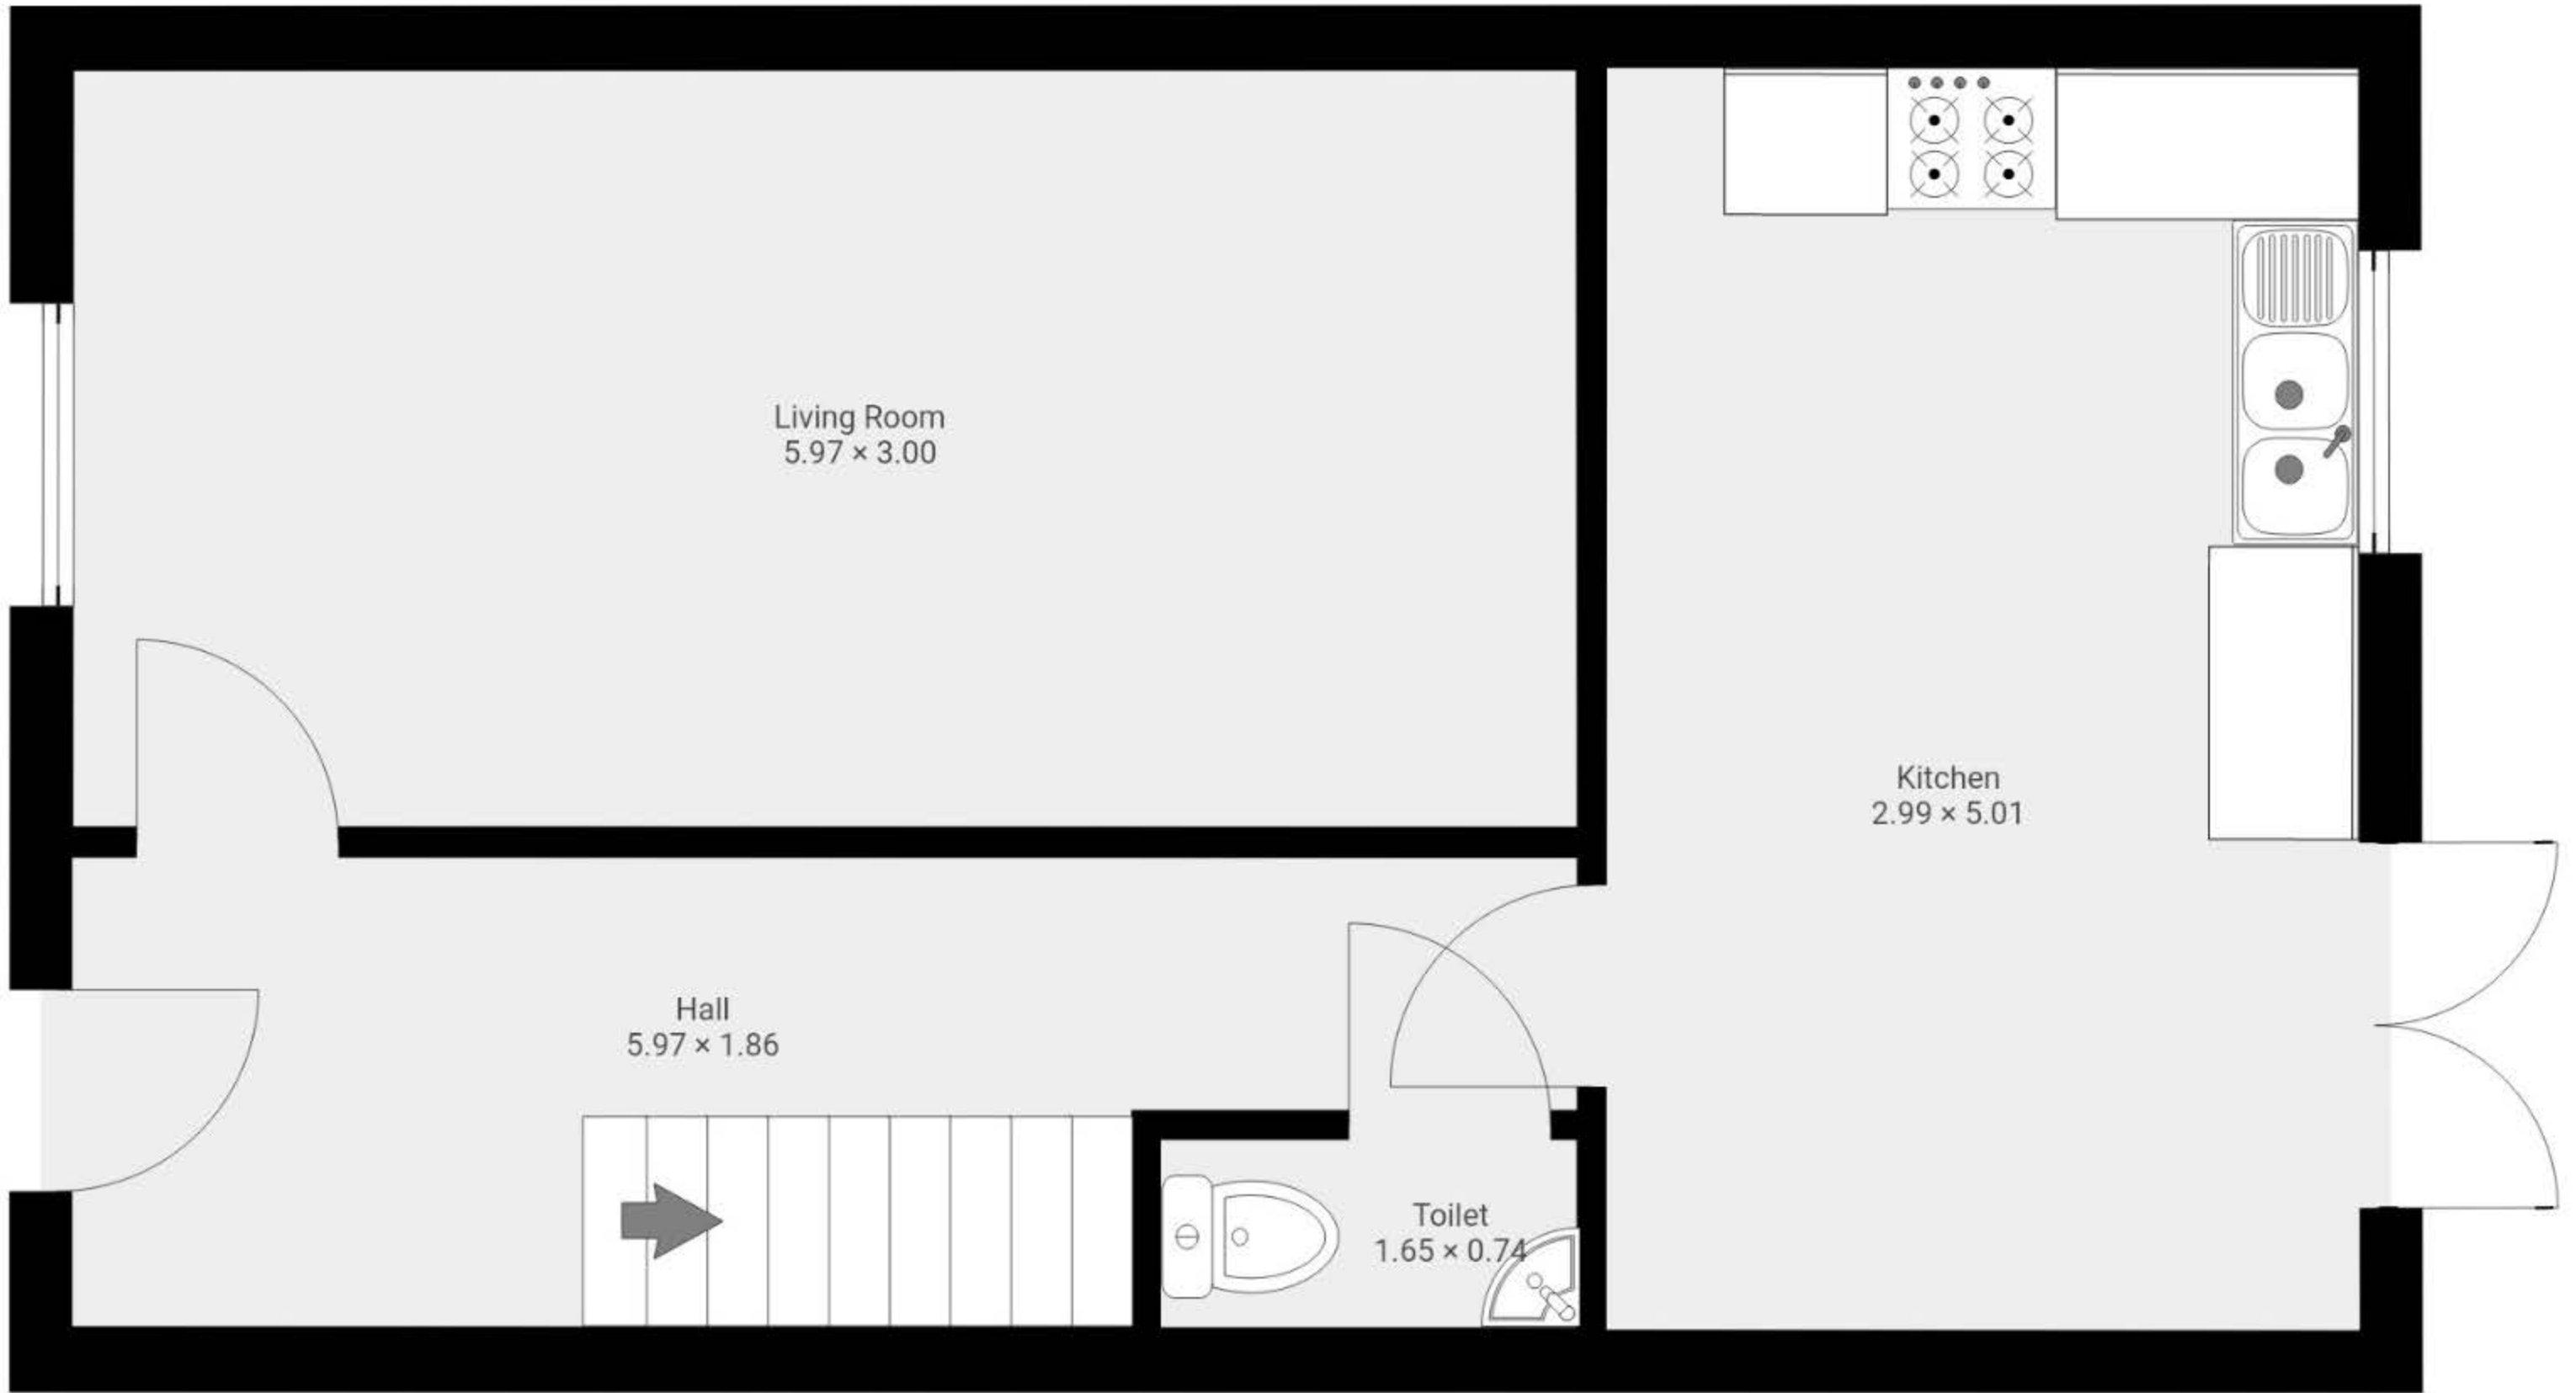 Living Room
5.97 × 3.00
Kitchen
2.99 × 5.01
Hall
5.97 × 1.86
Toilet
1.65 × 0.74